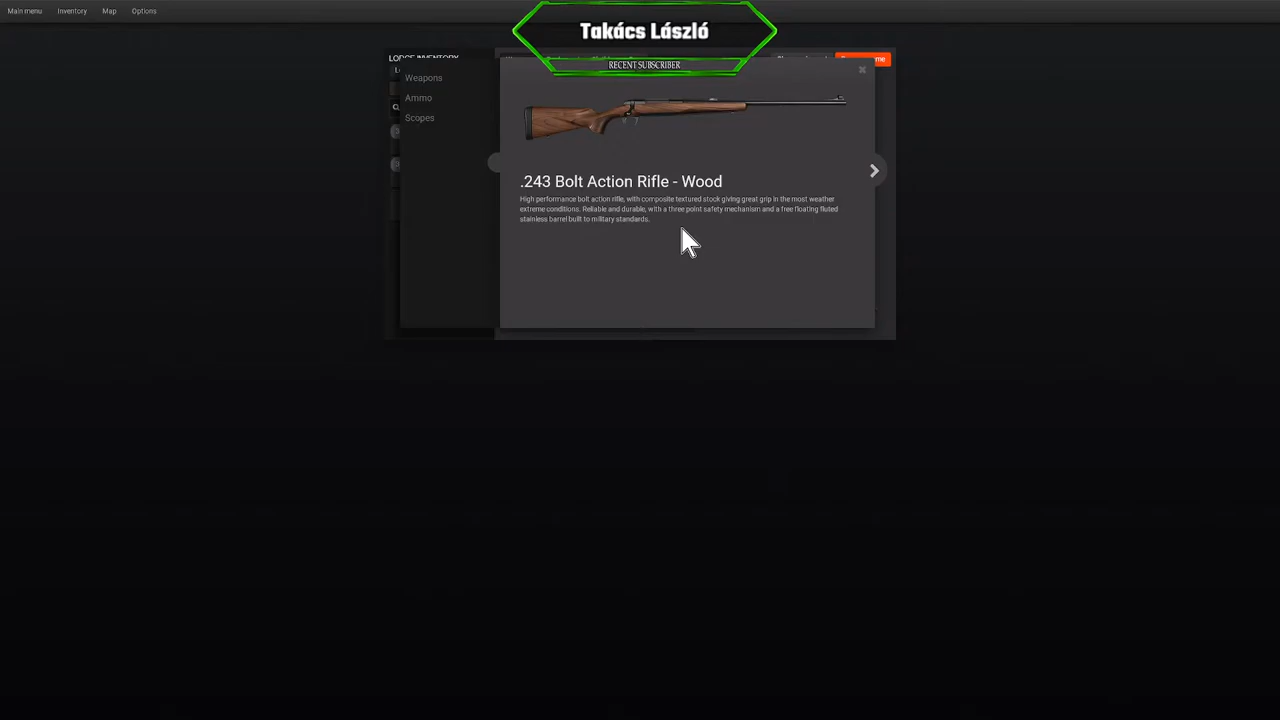 Main menu Inventory Map Options
Takács László
RECENT SUBSCRIBER
LODGE INVENTORY
Weapons
Ammo
Scopes
.243 Bolt Action Rifle - Wood
High performance bolt action rifle, with composite textured stock giving great grip in the most weather
extreme conditions. Reliable and durable, with a three point safety mechanism and a free floating fluted
stainless barrel built to military standards.